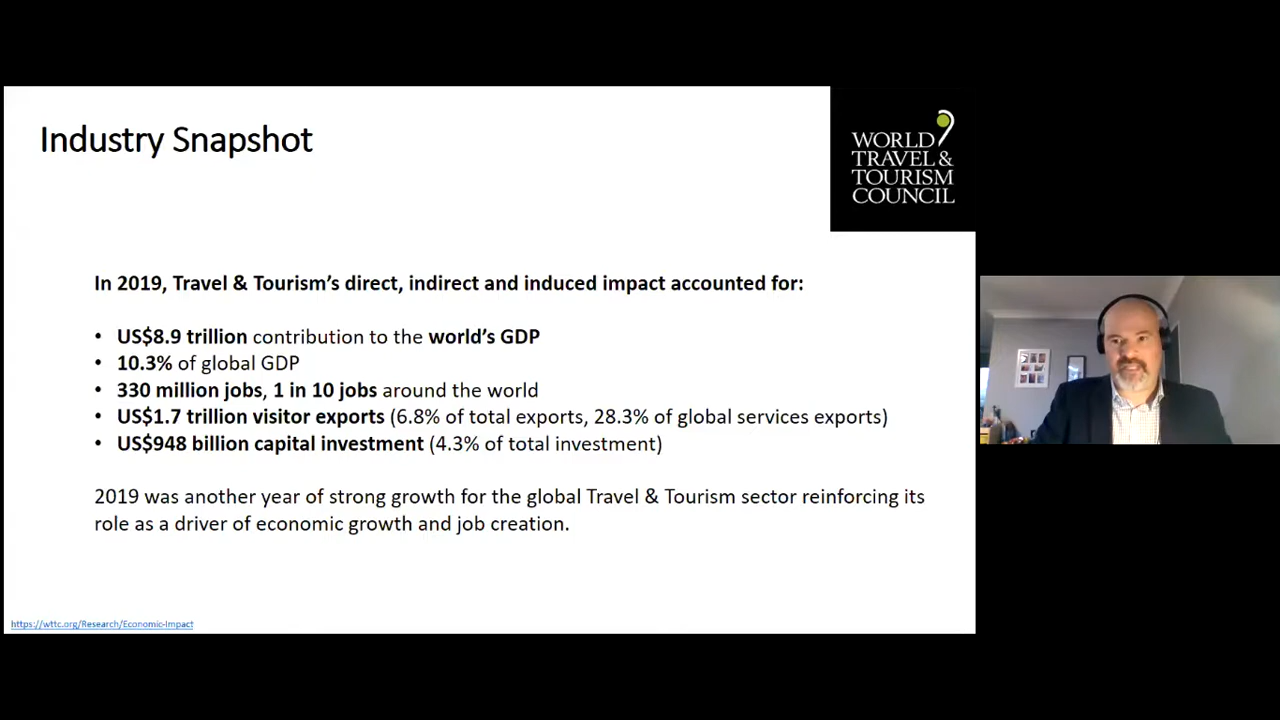 Industry Snapshot
WORLD
TRAVEL &
TOURISM
COUNCIL
In 2019, Travel & Tourism's direct, indirect and induced impact accounted for:
• US$8.9 trillion contribution to the world's GDP
• 10.3% of global GDP
• 330 million jobs, 1 in 10 jobs around the world
• US$1.7 trillion visitor exports (6.8% of total exports, 28.3% of global services exports)
• US$948 billion capital investment (4.3% of total investment)
2019 was another year of strong growth for the global Travel & Tourism sector reinforcing its
role as a driver of economic growth and job creation.
https://wttc.org/Research/Economic-Impact